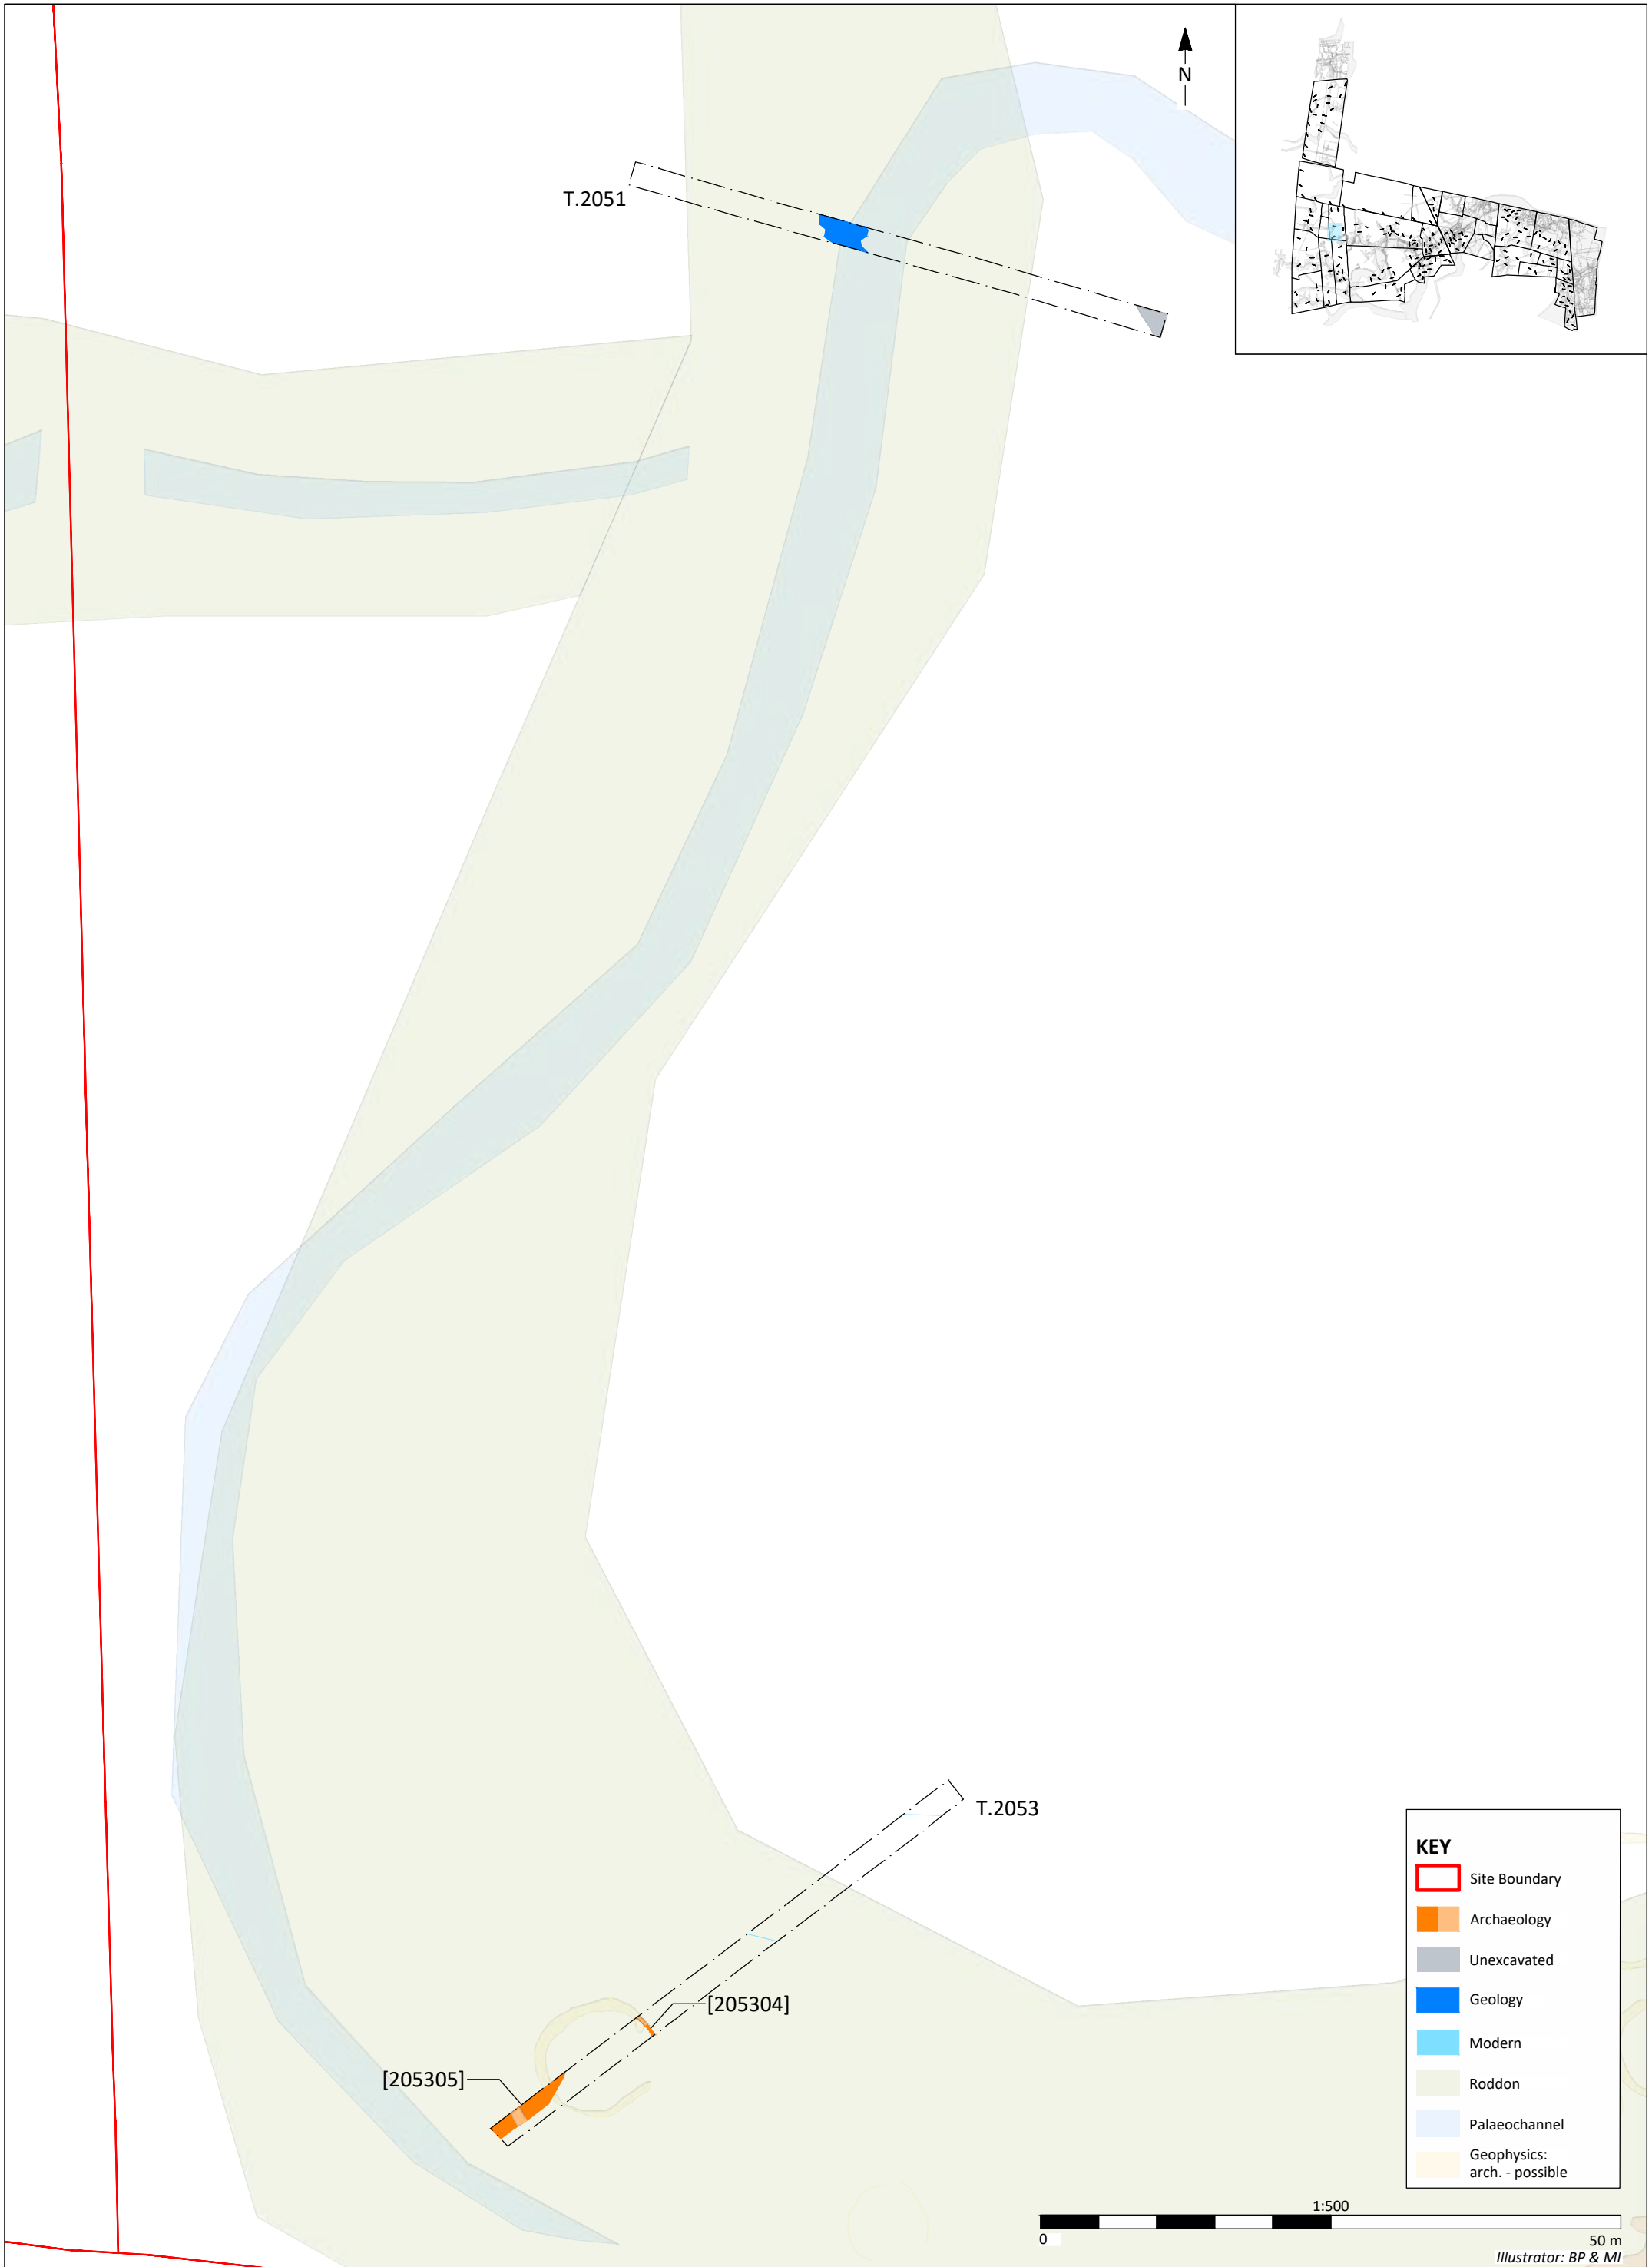 N
T.2051
T.2053
[205304]
[205305]
KEY
Site Boundary
Archaeology
Unexcavated
Geology
Modern
Roddon
Palaeochannel
Geophysics:
arch. - possible
1:500
0
50 m
Illustrator: BP & MI